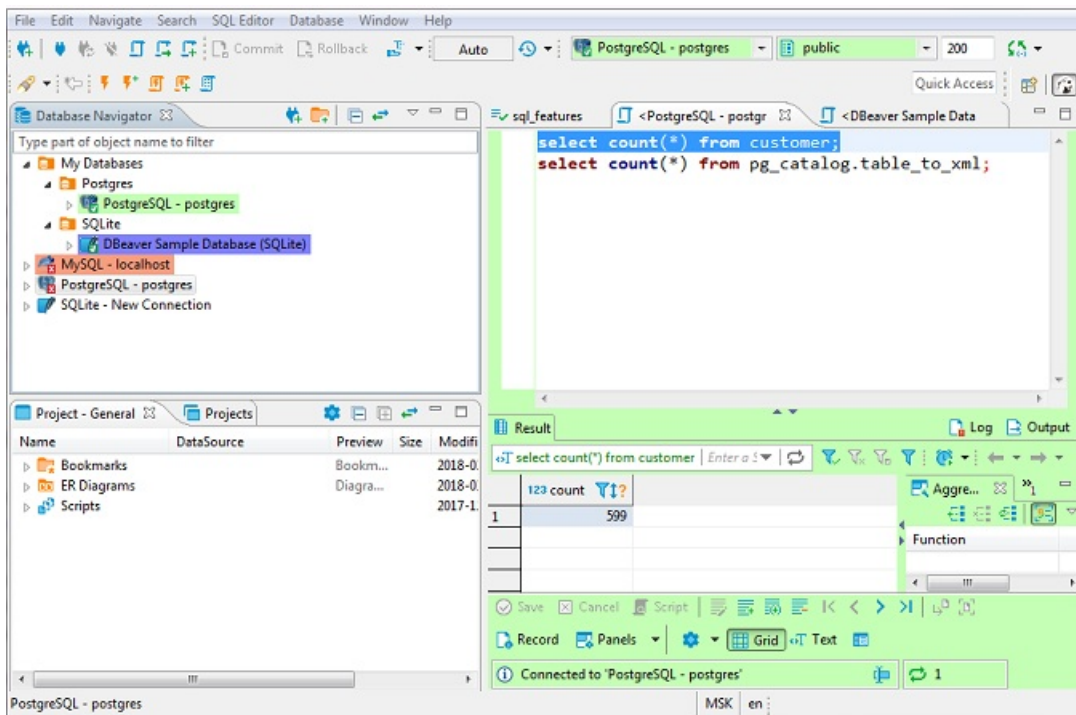 File Edit Navigate Search SQL Editor Database Window Help
Commit Rollback Auto PostgreSQL - postgres public 200
Quick Access
Database Navigator
Type part of object name to filter
My Databases
Postgres
PostgreSQL - postgres
SQLite
DBeaver Sample Database (SQLite)
MySQL - localhost
PostgreSQL - postgres
SQLite - New Connection
sql_features <PostgreSQL - postgr <DBeaver Sample Data
select count(*) from customer;
select count(*) from pg_catalog.table_to_xml;
Project - General Projects
Name DataSource Preview Size Modifi
Bookmarks Bookm... 2018-0
ER Diagrams Diagra... 2018-0
Scripts 2017-1
Result Log Output
select count(*) from customer Enter a S
123 count Aggre... »1
1 599
Function
Save Cancel Script
Record Panels Grid Text
Connected to 'PostgreSQL - postgres' 1
PostgreSQL - postgres MSK en